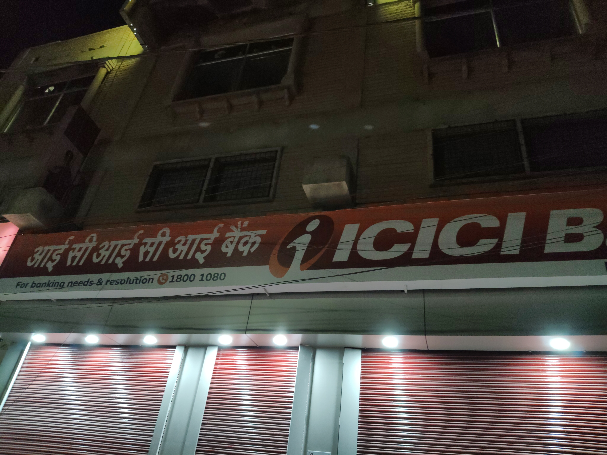 आई सी आई सी आई बैंक
ICICI B
For banking needs & resolution 1800 1080